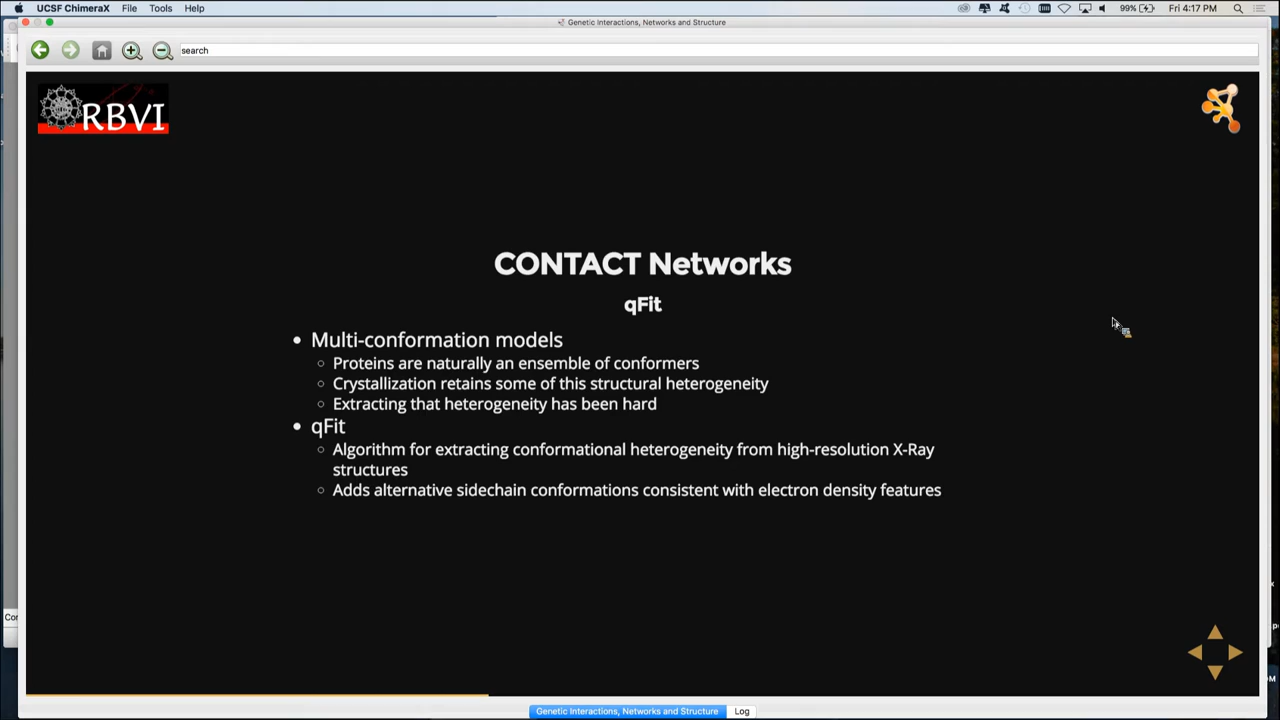 UCSF ChimeraX File Tools Help 99% Fri 4:17 PM
Genetic Interactions, Networks and Structure
search
RBVI
CONTACT Networks
qFit
• Multi-conformation models
○ Proteins are naturally an ensemble of conformers
○ Crystallization retains some of this structural heterogeneity
○ Extracting that heterogeneity has been hard
• qFit
○ Algorithm for extracting conformational heterogeneity from high-resolution X-Ray
structures
○ Adds alternative sidechain conformations consistent with electron density features
Genetic Interactions, Networks and Structure Log